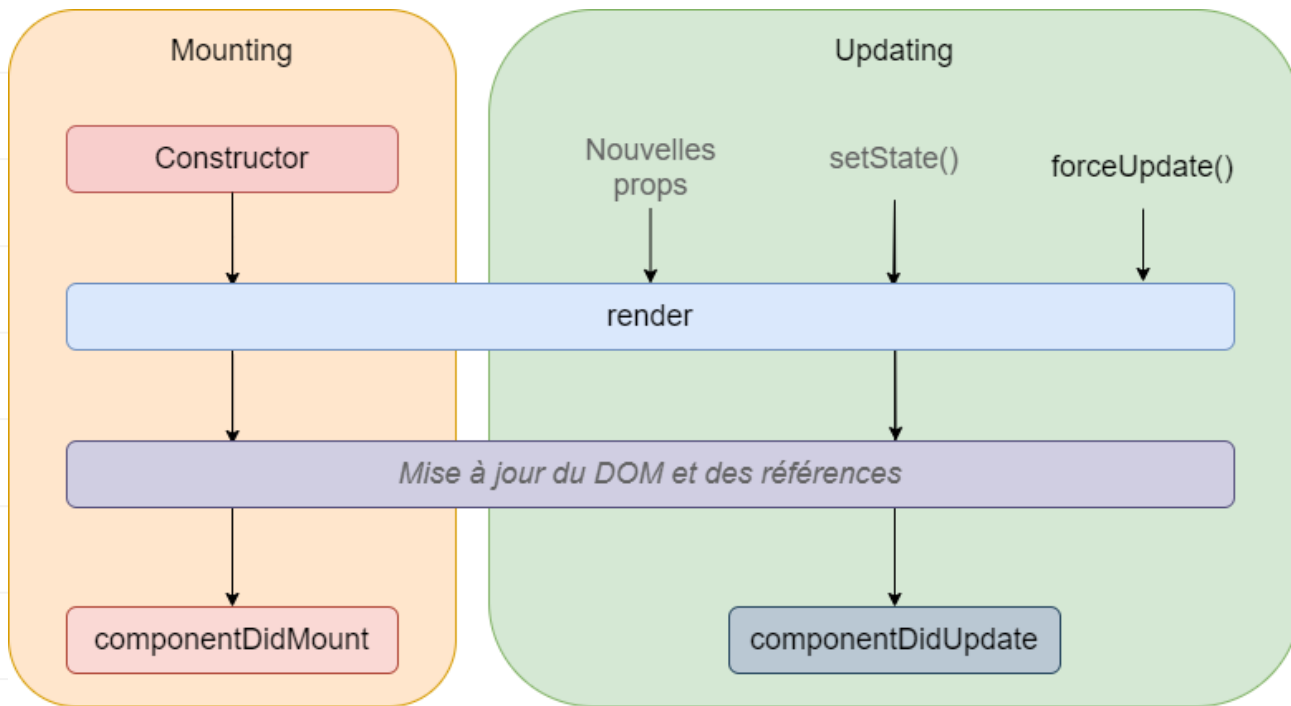 Mounting
Updating
Constructor
Nouvelles
props
setState()
forceUpdate()
render
Mise à jour du DOM et des références
componentDidMount
componentDidUpdate